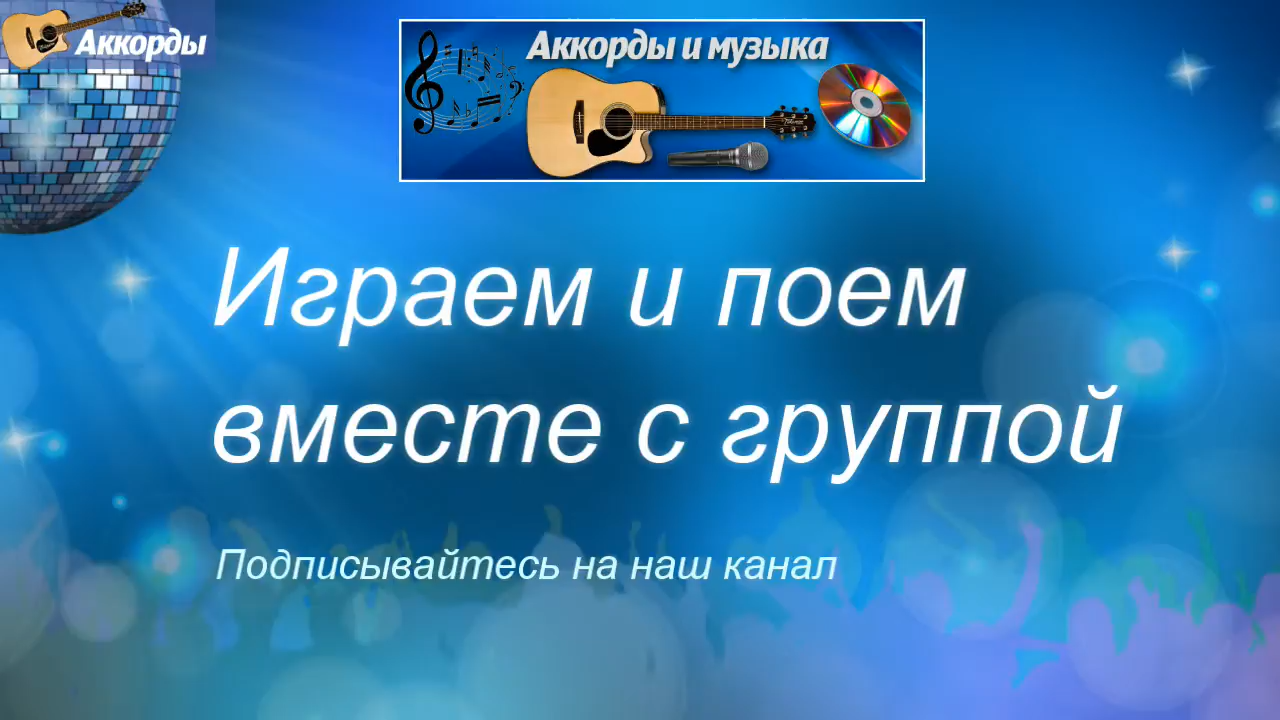 Аккорды
Аккорды и музыка
Играем и поем
вместе с группой
Подписывайтесь на наш канал